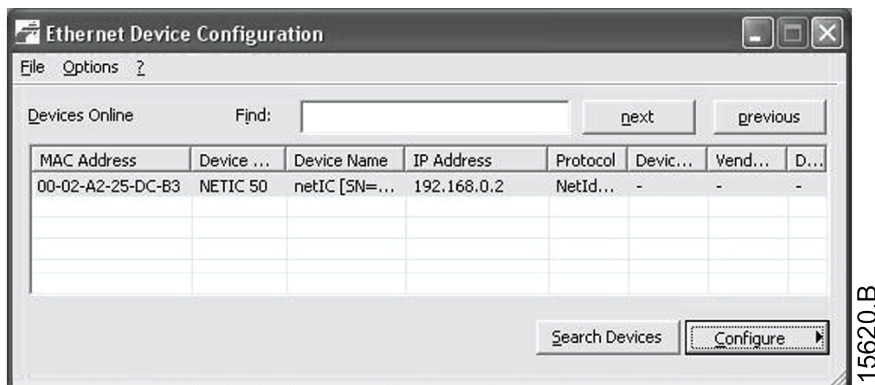 Ethernet Device Configuration
File Options ?
Devices Online Find: next previous
MAC Address Device ... Device Name IP Address Protocol Devic... Vend... D...
00-02-A2-25-DC-B3 NETIC 50 netIC [SN=... 192.168.0.2 NetId... - - -
Search Devices Configure
15620.B